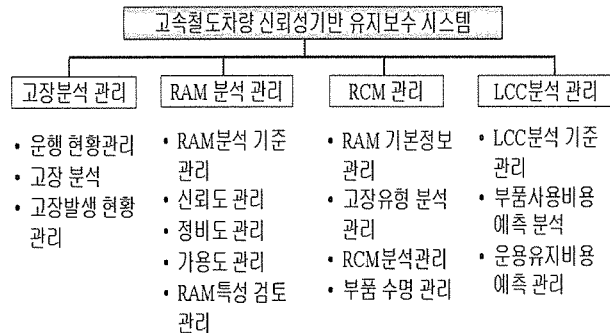 고속철도차량 신뢰성기반 유지보수 시스템
고장분석 관리
• 운행 현황관리
• 고장 분석
• 고장발생 현황
관리
RAM 분석 관리
• RAM분석 기준
관리
• 신뢰도 관리
• 정비도 관리
• 가용도 관리
• RAM특성 검토
관리
RCM 관리
• RAM 기본정보
관리
• 고장유형 분석
관리
• RCM분석관리
• 부품 수명 관리
LCC분석 관리
• LCC분석 기준
관리
• 부품사용비용
예측 분석
• 운용유지비용
예측 관리